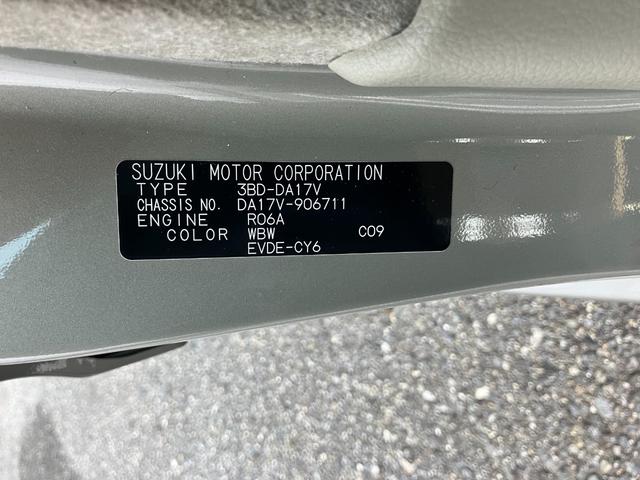 SUZUKI MOTOR CORPORATION
TYPE 3BD-DA17V
CHASSIS NO. DA17V-906711
ENGINE R06A
COLOR WBW C09
EVDE-CY6